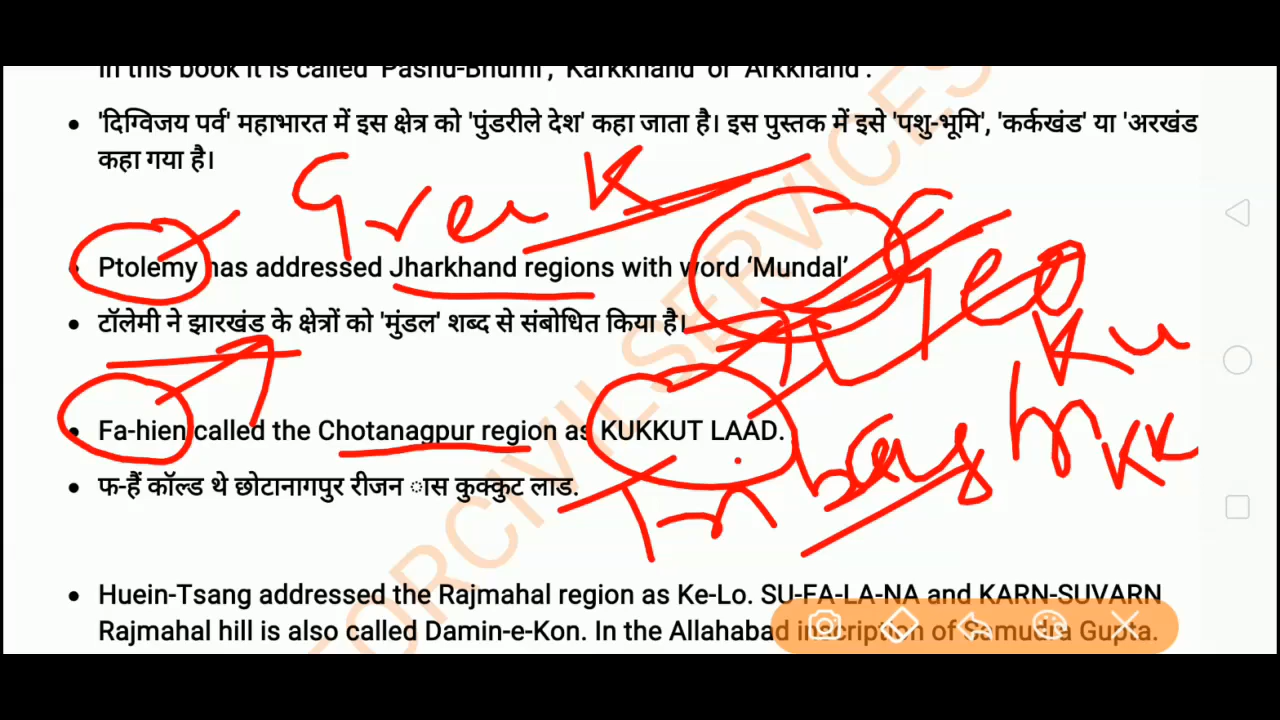 In this book it is called 'Pashu-Bhumi', 'Karkkhand' or 'Arkkhand'.
• 'दिग्विजय पर्व' महाभारत में इस क्षेत्र को 'पुंडरीले देश' कहा जाता है। इस पुस्तक में इसे 'पशु-भूमि', 'कर्कखंड' या 'अरखंड
कहा गया है।
Greek
• Ptolemy has addressed Jharkhand regions with word ‘Mundal’
• टॉलेमी ने झारखंड के क्षेत्रों को 'मुंडल' शब्द से संबोधित किया है।
• Fa-hien called the Chotanagpur region as KUKKUT LAAD.
• फ-हैं कॉल्ड थे छोटानागपुर रीजन ास कुक्कुट लाड.
• Huein-Tsang addressed the Rajmahal region as Ke-Lo. SU-FA-LA-NA and KARN-SUVARN
Rajmahal hill is also called Damin-e-Kon. In the Allahabad inscription of Samudra Gupta.
FORCIVILSERVICES